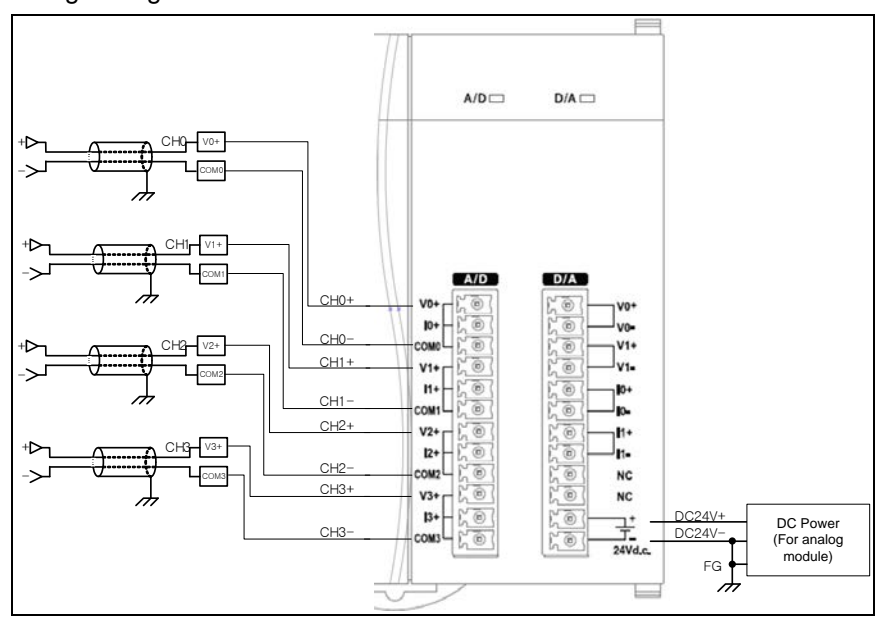 A/D D/A
CH0 V0+
COM0
CH1 V1+
COM1
CH2 V2+
COM2
CH3 V3+
COM3
CH0+
CH0-
CH1+
CH1-
CH2+
CH2-
CH3+
CH3-
A/D D/A
V0+ V0+
I0+ V0-
COM0 V1+
V1+ V1-
I1+ I0+
COM1 I0-
V2+ I1+
I2+ I1-
COM2 NC
V3+ NC
I3+ +
COM3 -
24Vd.c.
DC24V+
DC24V-
FG
DC Power
(For analog
module)